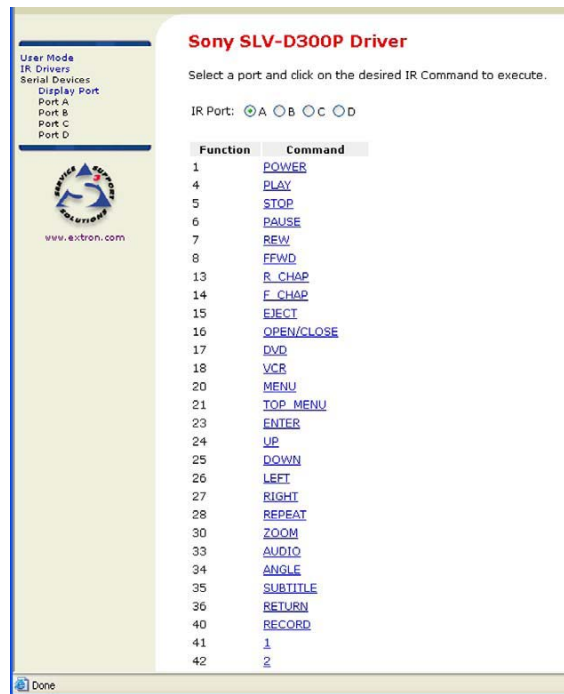 User Mode
IR Drivers
Serial Devices
Display Port
Port A
Port B
Port C
Port D
SERVICE SUPPORT SOLUTIONS
S3
www.extron.com
Sony SLV-D300P Driver
Select a port and click on the desired IR Command to execute.
IR Port: A B C D
Function Command
1 POWER
4 PLAY
5 STOP
6 PAUSE
7 REW
8 FFWD
13 R_CHAP
14 F_CHAP
15 EJECT
16 OPEN/CLOSE
17 DVD
18 VCR
20 MENU
21 TOP_MENU
23 ENTER
24 UP
25 DOWN
26 LEFT
27 RIGHT
28 REPEAT
30 ZOOM
33 AUDIO
34 ANGLE
35 SUBTITLE
36 RETURN
40 RECORD
41 1
42 2
Done